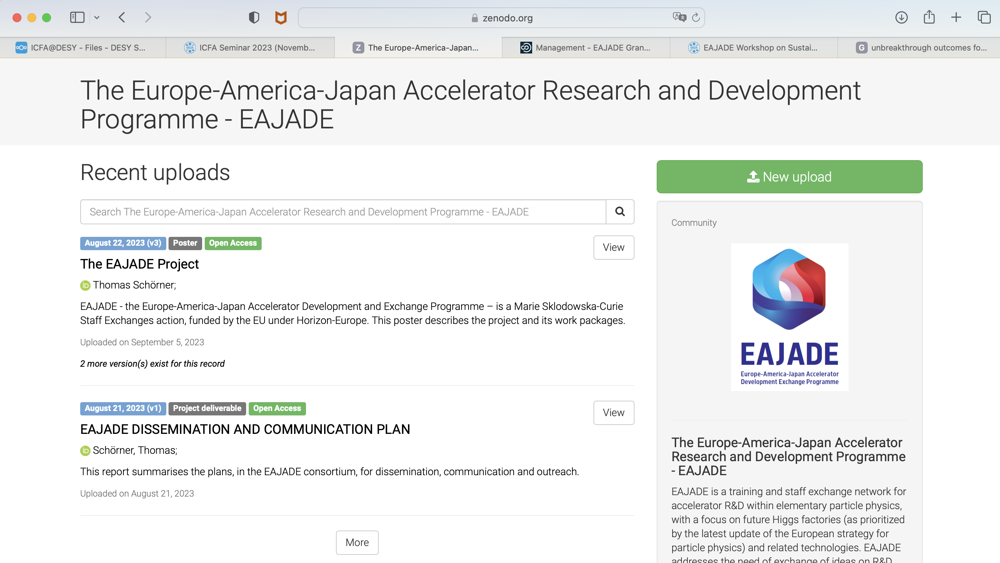 zenodo.org
ICFA@DESY - Files - DESY S...
ICFA Seminar 2023 (Novemb...
Z
The Europe-America-Japan...
Management - EAJADE Gran...
EAJADE Workshop on Sustai...
G
unbreakthrough outcomes fo...
The Europe-America-Japan Accelerator Research and Development
Programme - EAJADE
Recent uploads
Search The Europe-America-Japan Accelerator Research and Development Programme - EAJADE
August 22, 2023 (v3) Poster Open Access
View
The EAJADE Project
iD Thomas Schörner;
EAJADE - the Europe-America-Japan Accelerator Development and Exchange Programme – is a Marie Sklodowska-Curie
Staff Exchanges action, funded by the EU under Horizon-Europe. This poster describes the project and its work packages.
Uploaded on September 5, 2023
2 more version(s) exist for this record
August 21, 2023 (v1) Project deliverable Open Access
View
EAJADE DISSEMINATION AND COMMUNICATION PLAN
iD Schörner, Thomas;
This report summarises the plans, in the EAJADE consortium, for dissemination, communication and outreach.
Uploaded on August 21, 2023
More
New upload
Community
EAJADE
Europe-America-Japan Accelerator
Development Exchange Programme
The Europe-America-Japan Accelerator
Research and Development Programme
- EAJADE
EAJADE is a training and staff exchange network for
accelerator R&D within elementary particle physics,
with a focus on future Higgs factories (as prioritized
by the latest update of the European strategy for
particle physics) and related technologies. EAJADE
addresses the need of exchange of ideas on R&D